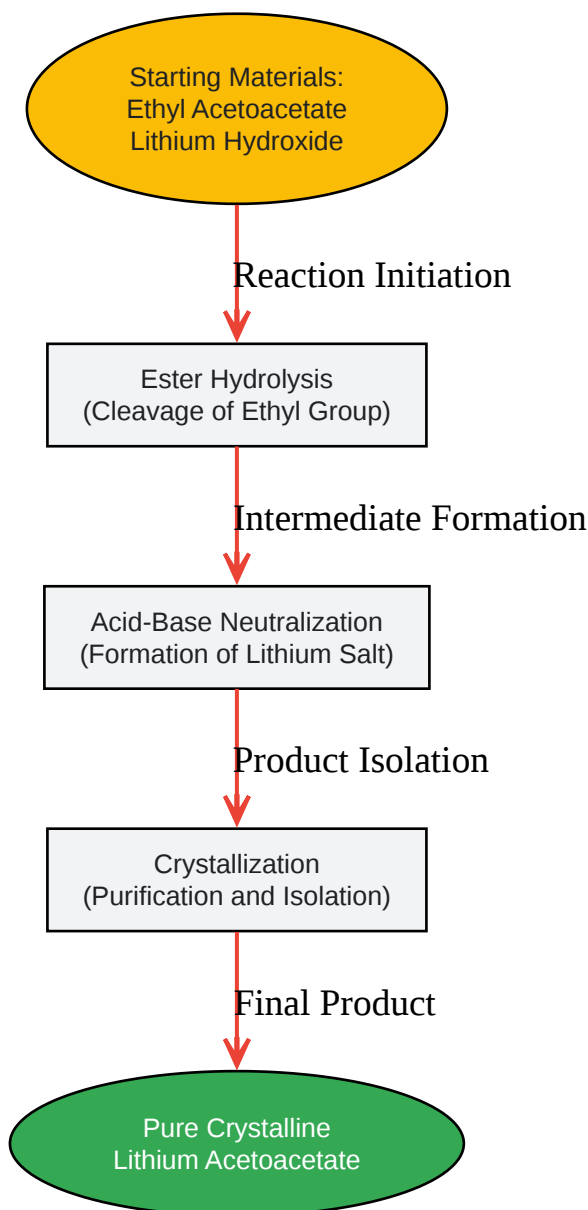 Starting Materials:
Ethyl Acetoacetate
Lithium Hydroxide
Reaction Initiation
Ester Hydrolysis
(Cleavage of Ethyl Group)
Intermediate Formation
Acid-Base Neutralization
(Formation of Lithium Salt)
Product Isolation
Crystallization
(Purification and Isolation)
Final Product
Pure Crystalline
Lithium Acetoacetate